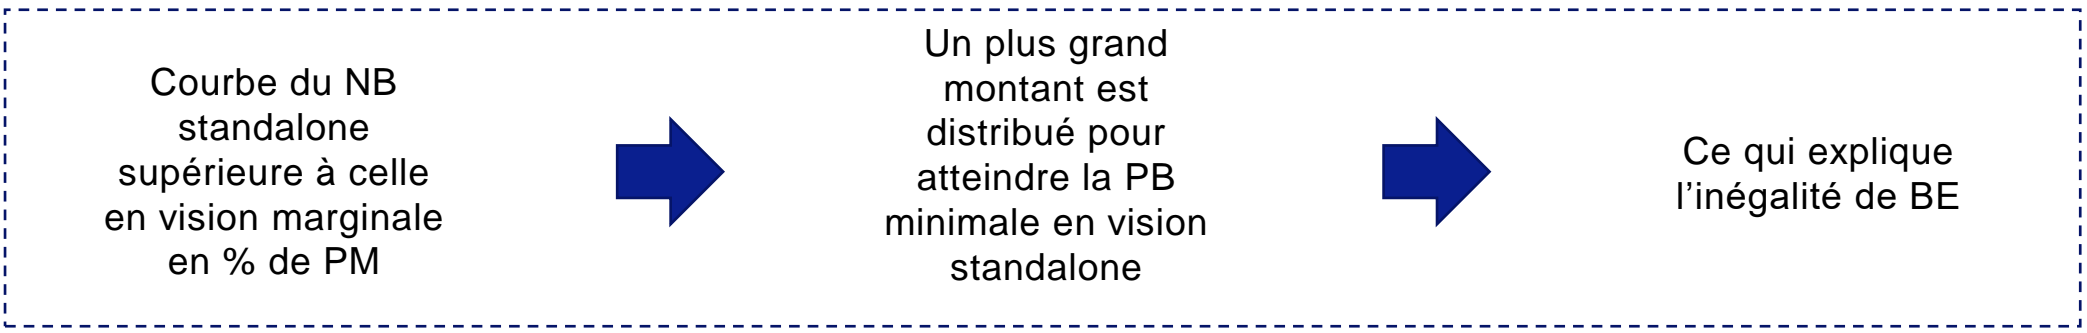 Courbe du NB
standalone
supérieure à celle
en vision marginale
en % de PM
Un plus grand
montant est
distribué pour
atteindre la PB
minimale en vision
standalone
Ce qui explique
l’inégalité de BE